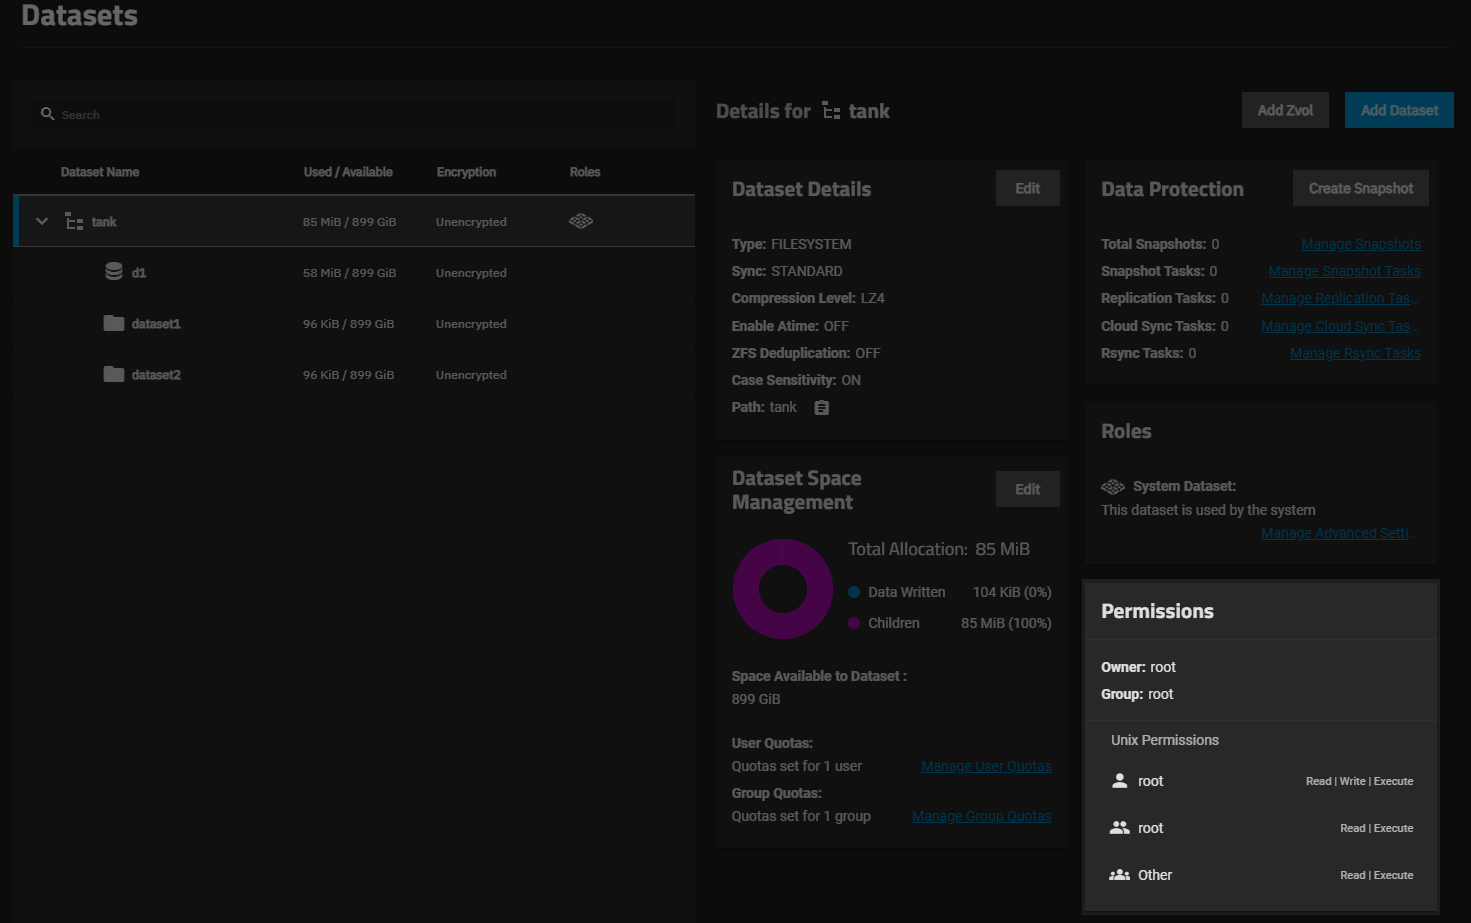 Datasets
Search
Dataset Name Used / Available Encryption Roles
tank 85 MiB / 899 GiB Unencrypted
d1 58 MiB / 899 GiB Unencrypted
dataset1 96 KiB / 899 GiB Unencrypted
dataset2 96 KiB / 899 GiB Unencrypted
Details for tank
Add Zvol
Add Dataset
Dataset Details
Edit
Type: FILESYSTEM
Sync: STANDARD
Compression Level: LZ4
Enable Atime: OFF
ZFS Deduplication: OFF
Case Sensitivity: ON
Path: tank
Dataset Space
Management
Edit
Total Allocation: 85 MiB
Data Written 104 KiB (0%)
Children 85 MiB (100%)
Space Available to Dataset :
899 GiB
User Quotas:
Quotas set for 1 user Manage User Quotas
Group Quotas:
Quotas set for 1 group Manage Group Quotas
Data Protection
Create Snapshot
Total Snapshots: 0 Manage Snapshots
Snapshot Tasks: 0 Manage Snapshot Tasks
Replication Tasks: 0 Manage Replication Tas...
Cloud Sync Tasks: 0 Manage Cloud Sync Tas...
Rsync Tasks: 0 Manage Rsync Tasks
Roles
System Dataset:
This dataset is used by the system
Manage Advanced Setti...
Permissions
Owner: root
Group: root
Unix Permissions
root Read | Write | Execute
root Read | Execute
Other Read | Execute